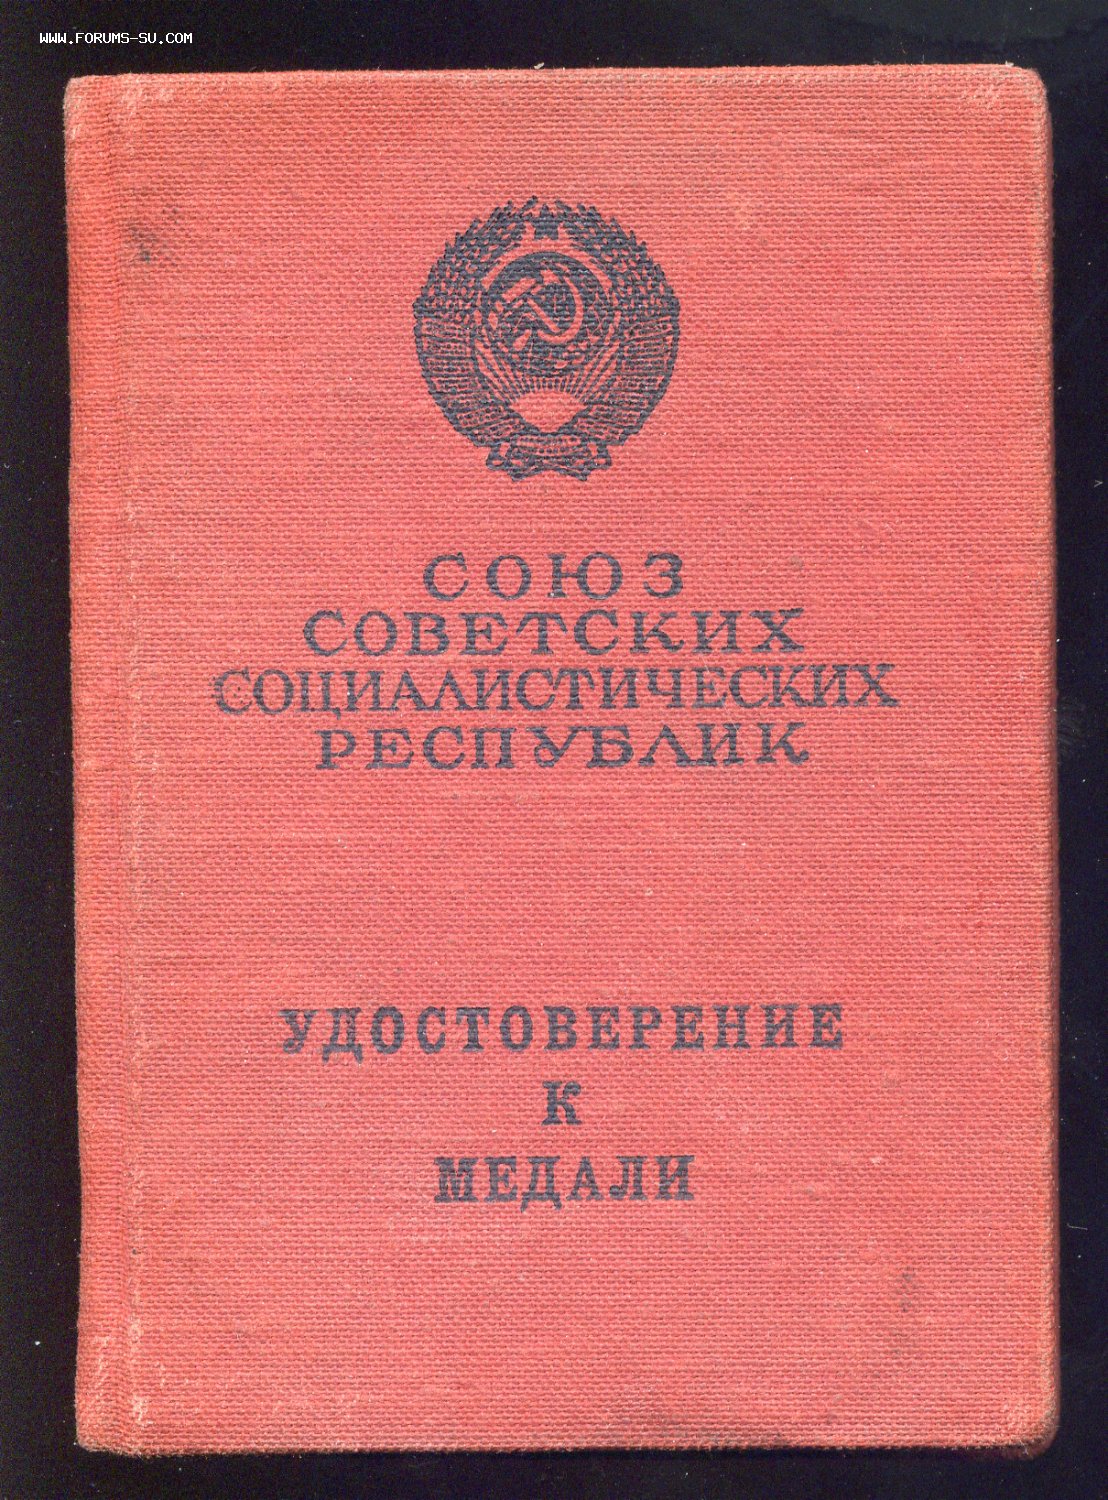 WWW.FORUMS-SU.COM
СОЮЗ
СОВЕТСКИХ
СОЦИАЛИСТИЧЕСКИХ
РЕСПУБЛИК
УДОСТОВЕРЕНИЕ
К
МЕДАЛИ